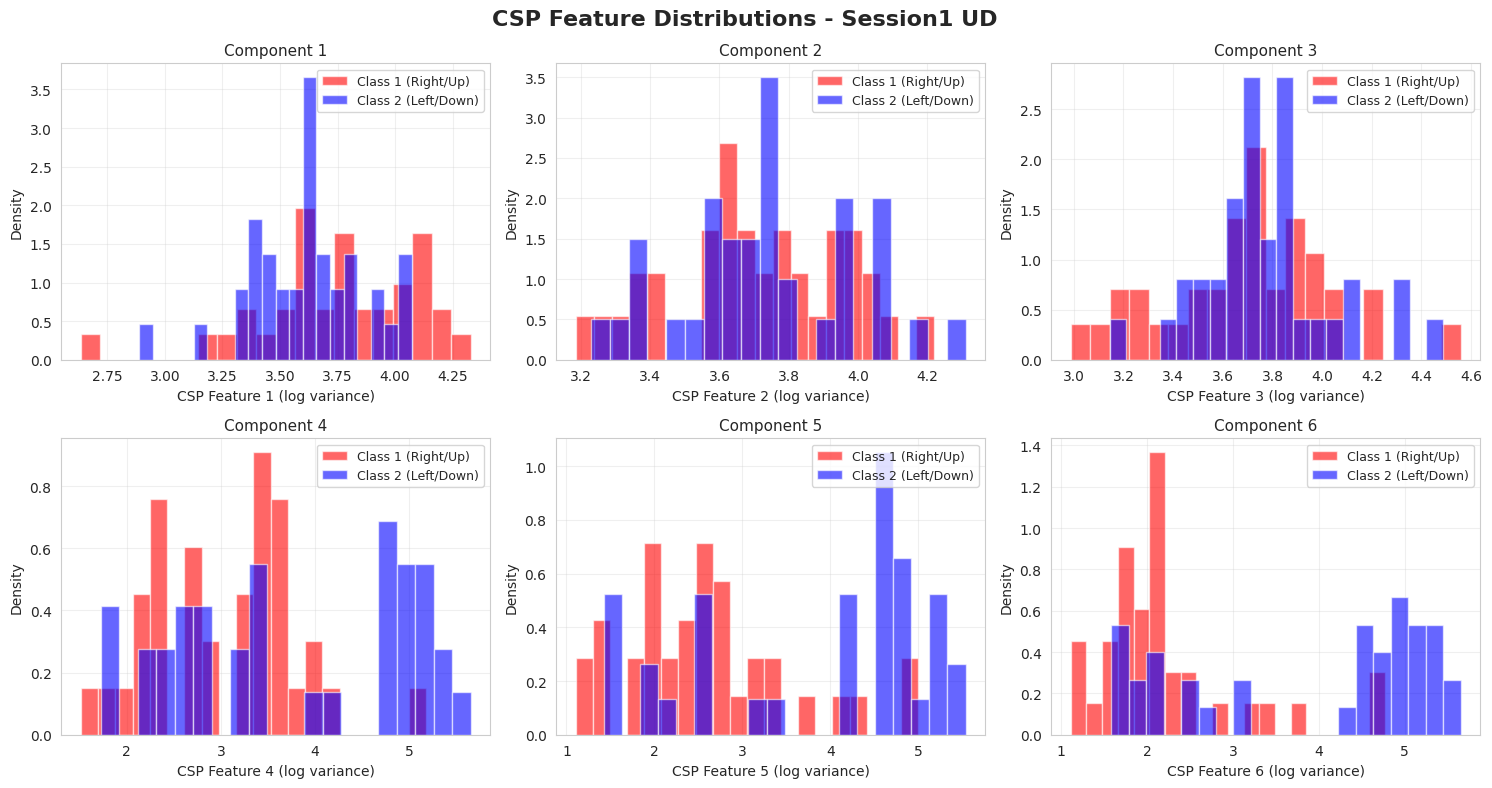 CSP Feature Distributions - Session1 UD
Component 1
Class 1 (Right/Up)
Class 2 (Left/Down)
Density
0.0
0.5
1.0
1.5
2.0
2.5
3.0
3.5
2.75 3.00 3.25 3.50 3.75 4.00 4.25
CSP Feature 1 (log variance)
Component 2
Class 1 (Right/Up)
Class 2 (Left/Down)
Density
0.0
0.5
1.0
1.5
2.0
2.5
3.0
3.5
3.2 3.4 3.6 3.8 4.0 4.2
CSP Feature 2 (log variance)
Component 3
Class 1 (Right/Up)
Class 2 (Left/Down)
Density
0.0
0.5
1.0
1.5
2.0
2.5
3.0 3.2 3.4 3.6 3.8 4.0 4.2 4.4 4.6
CSP Feature 3 (log variance)
Component 4
Class 1 (Right/Up)
Class 2 (Left/Down)
Density
0.0
0.2
0.4
0.6
0.8
2 3 4 5
CSP Feature 4 (log variance)
Component 5
Class 1 (Right/Up)
Class 2 (Left/Down)
Density
0.0
0.2
0.4
0.6
0.8
1.0
1 2 3 4 5
CSP Feature 5 (log variance)
Component 6
Class 1 (Right/Up)
Class 2 (Left/Down)
Density
0.0
0.2
0.4
0.6
0.8
1.0
1.2
1.4
1 2 3 4 5
CSP Feature 6 (log variance)